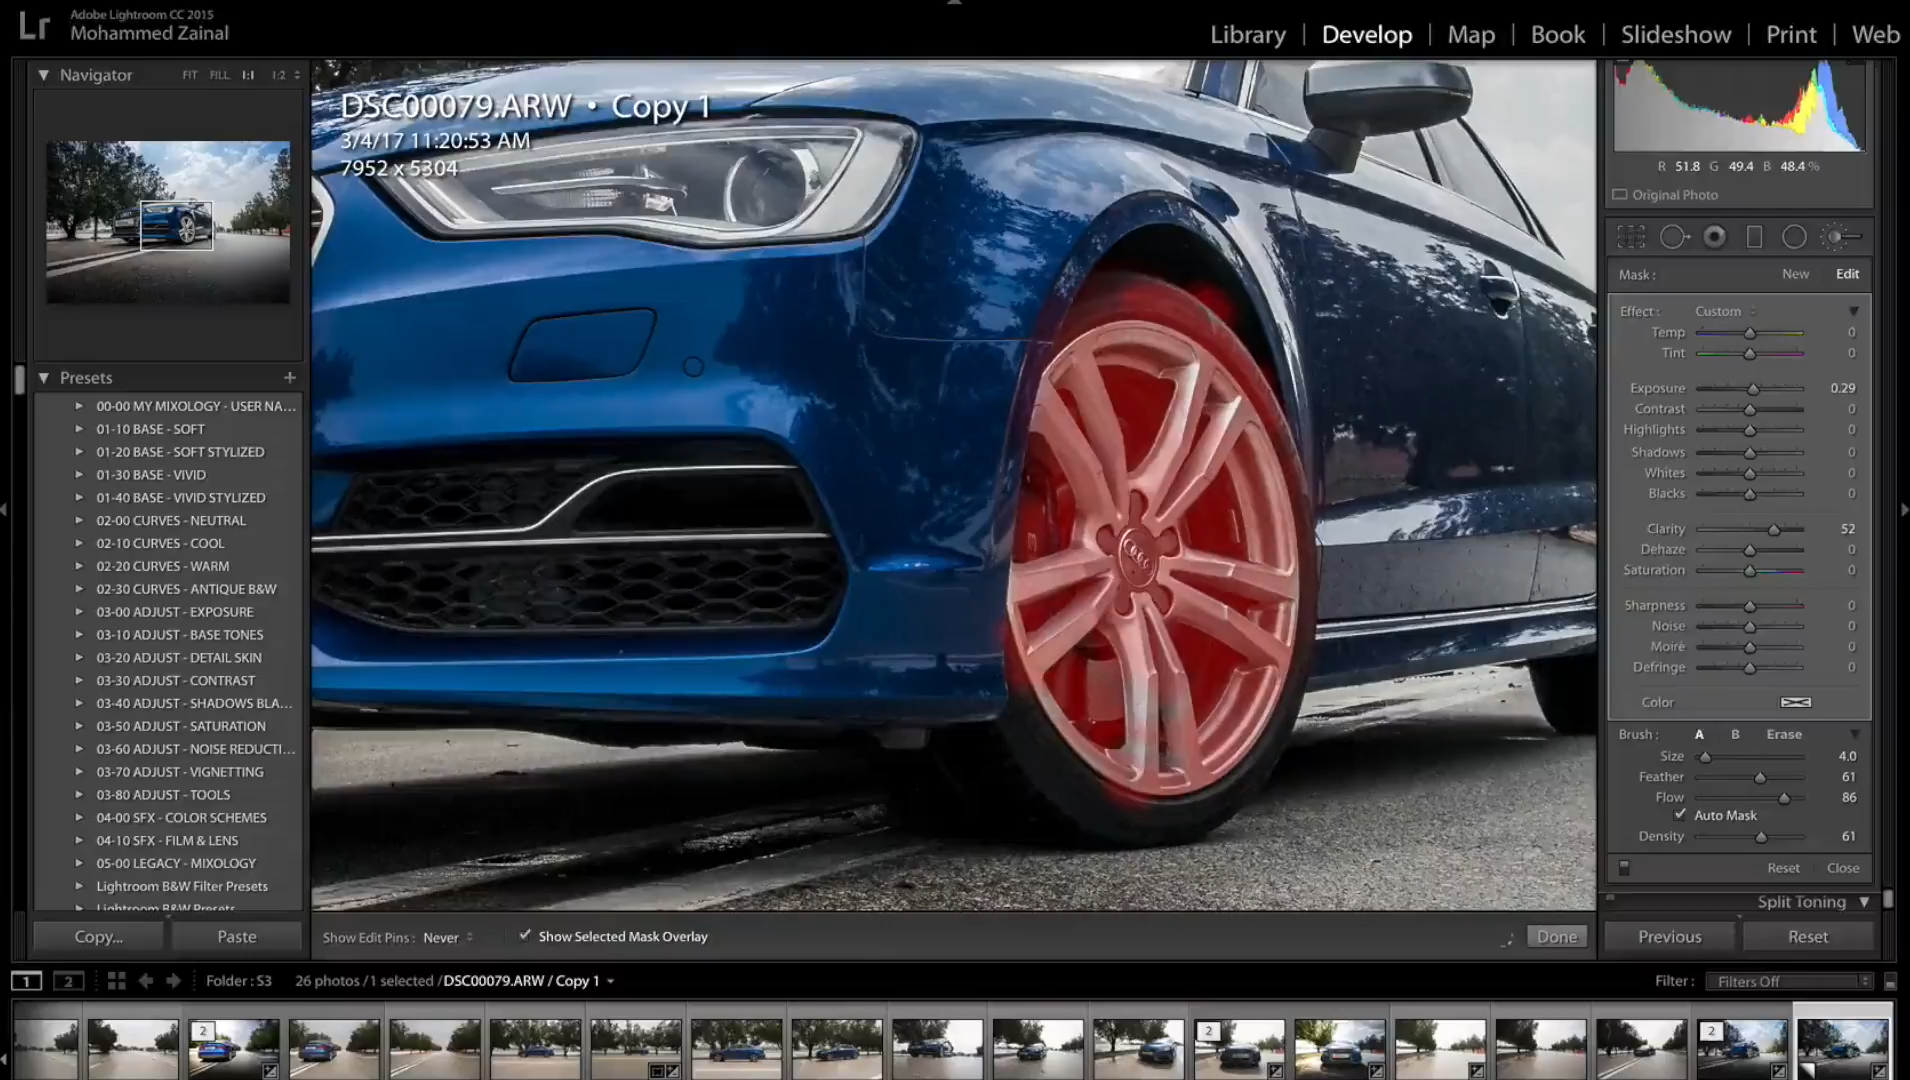 Lr
Adobe Lightroom CC 2015
Mohammed Zainal
Library | Develop | Map | Book | Slideshow | Print | Web
Navigator FIT FILL 1:1 1:2
Presets +
00-00 MY MIXOLOGY - USER NA...
01-10 BASE - SOFT
01-20 BASE - SOFT STYLIZED
01-30 BASE - VIVID
01-40 BASE - VIVID STYLIZED
02-00 CURVES - NEUTRAL
02-10 CURVES - COOL
02-20 CURVES - WARM
02-30 CURVES - ANTIQUE B&W
03-00 ADJUST - EXPOSURE
03-10 ADJUST - BASE TONES
03-20 ADJUST - DETAIL SKIN
03-30 ADJUST - CONTRAST
03-40 ADJUST - SHADOWS BLA...
03-50 ADJUST - SATURATION
03-60 ADJUST - NOISE REDUCTI...
03-70 ADJUST - VIGNETTING
03-80 ADJUST - TOOLS
04-00 SFX - COLOR SCHEMES
04-10 SFX - FILM & LENS
05-00 LEGACY - MIXOLOGY
Lightroom B&W Filter Presets
Lightroom B&W Presets
Copy... Paste
DSC00079.ARW • Copy 1
3/4/17 11:20:53 AM
7952 x 5304
Show Edit Pins : Never Show Selected Mask Overlay Done
R 51.8 G 49.4 B 48.4 %
Original Photo
Mask : New Edit
Effect : Custom
Temp 0
Tint 0
Exposure 0.29
Contrast 0
Highlights 0
Shadows 0
Whites 0
Blacks 0
Clarity 52
Dehaze 0
Saturation 0
Sharpness 0
Noise 0
Moiré 0
Defringe 0
Color
Brush : A B Erase
Size 4.0
Feather 61
Flow 86
Auto Mask
Density 61
Reset Close
Split Toning
Previous Reset
1 2 Folder : S3 26 photos / 1 selected / DSC00079.ARW / Copy 1 Filter : Filters Off
2 2 2